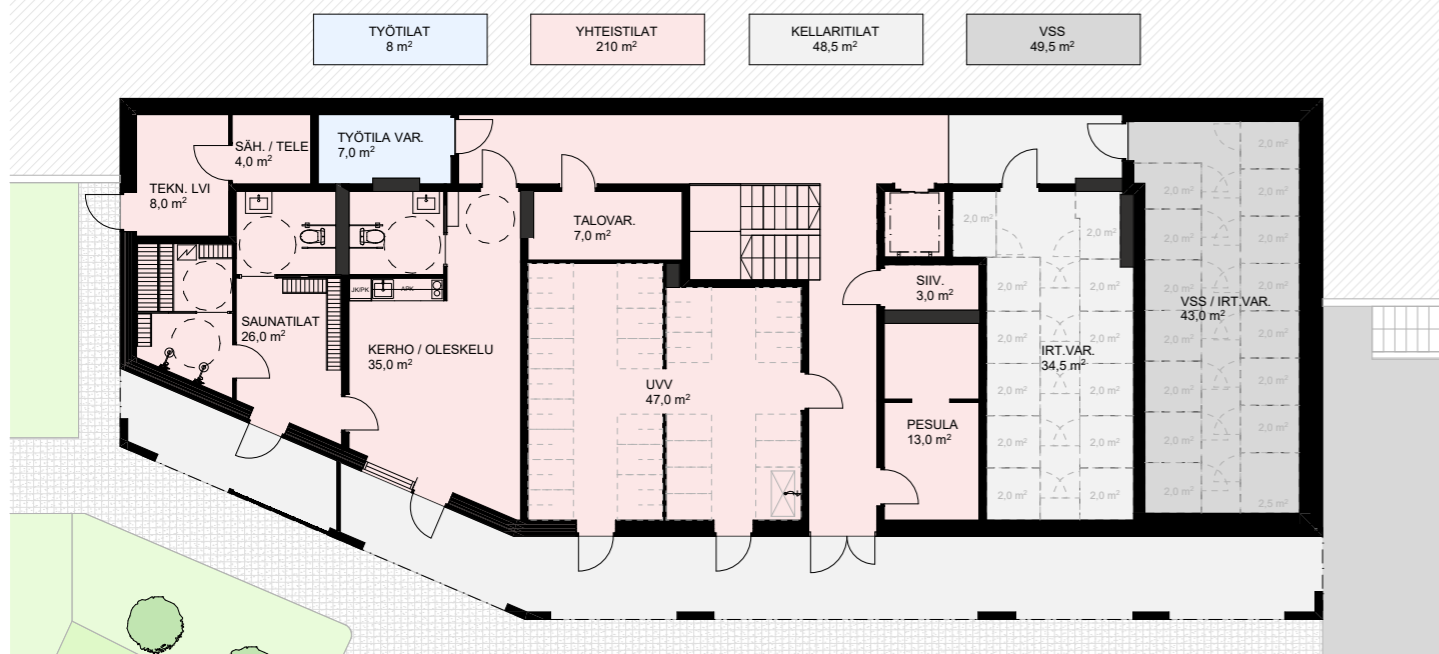 TYÖTILAT
8 m²
YHTEISTILAT
210 m²
KELLARITILAT
48,5 m²
VSS
49,5 m²
SÄH. / TELE
4,0 m²
TYÖTILA VAR.
7,0 m²
TEKN. LVI
8,0 m²
TALOVAR.
7,0 m²
SIIV.
3,0 m²
JK/PK
APK
SAUNATILAT
26,0 m²
KERHO / OLESKELU
35,0 m²
UVV
47,0 m²
PESULA
13,0 m²
IRT.VAR.
34,5 m²
VSS / IRT.VAR.
43,0 m²
2,0 m²
2,0 m²
2,0 m² 2,0 m²
2,0 m² 2,0 m²
2,0 m² 2,0 m²
2,0 m² 2,0 m²
2,0 m² 2,0 m²
2,0 m²
2,0 m² 2,0 m²
2,0 m² 2,0 m²
2,0 m² 2,0 m²
2,0 m² 2,0 m²
2,0 m² 2,0 m²
2,0 m² 2,0 m²
2,0 m²
2,0 m²
2,5 m²